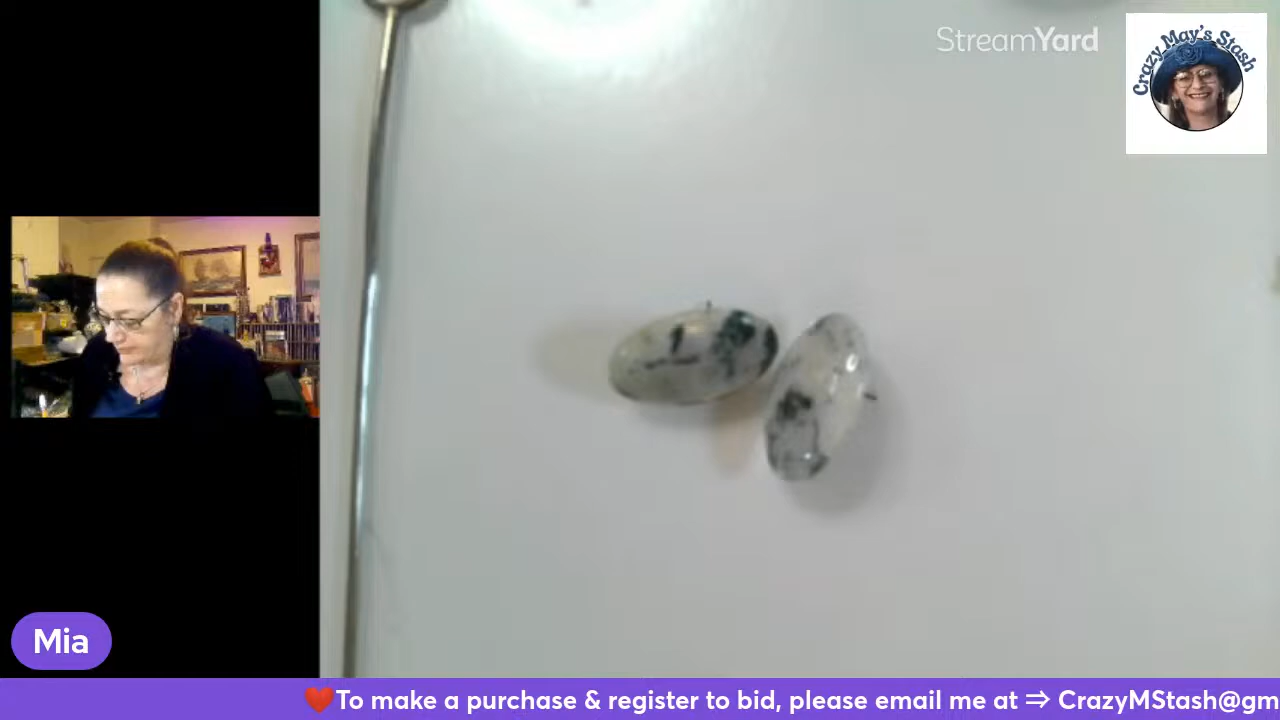 StreamYard
Crazy May's Stash
Mia
❤️To make a purchase & register to bid, please email me at ⇒ CrazyMStash@gm